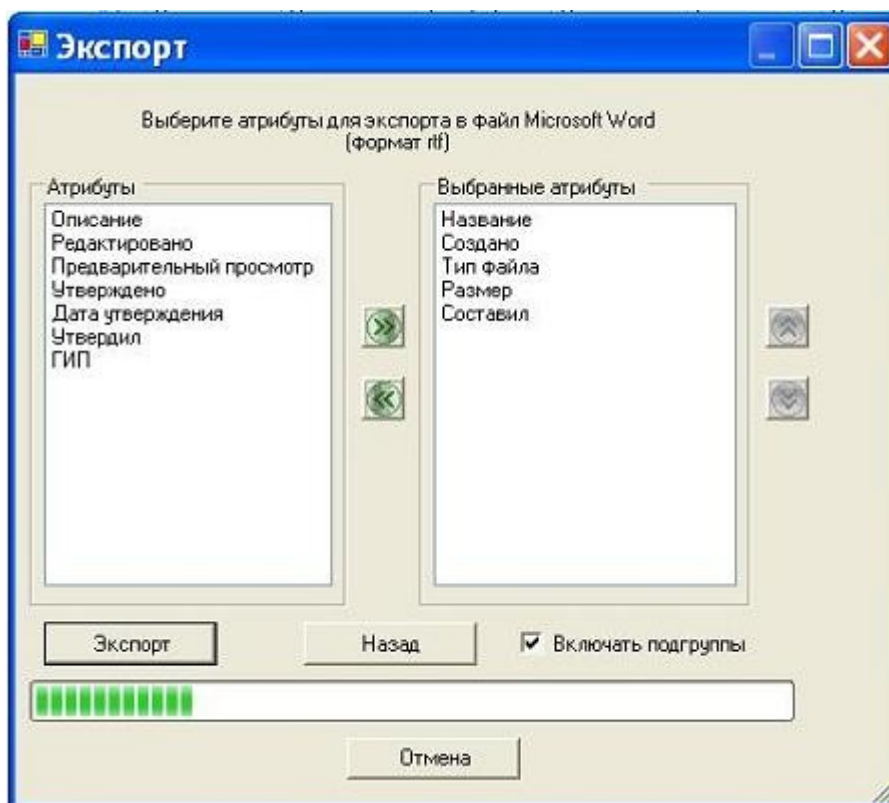 Экспорт
Выберите атрибуты для экспорта в файл Microsoft Word
(формат rtf)
Атрибуты
Описание
Редактировано
Предварительный просмотр
Утверждено
Дата утверждения
Утвердил
ГИП
Выбранные атрибуты
Название
Создано
Тип файла
Размер
Составил
Экспорт
Назад
Включать подгруппы
Отмена